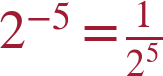 2⁻⁵ = 1/2⁵